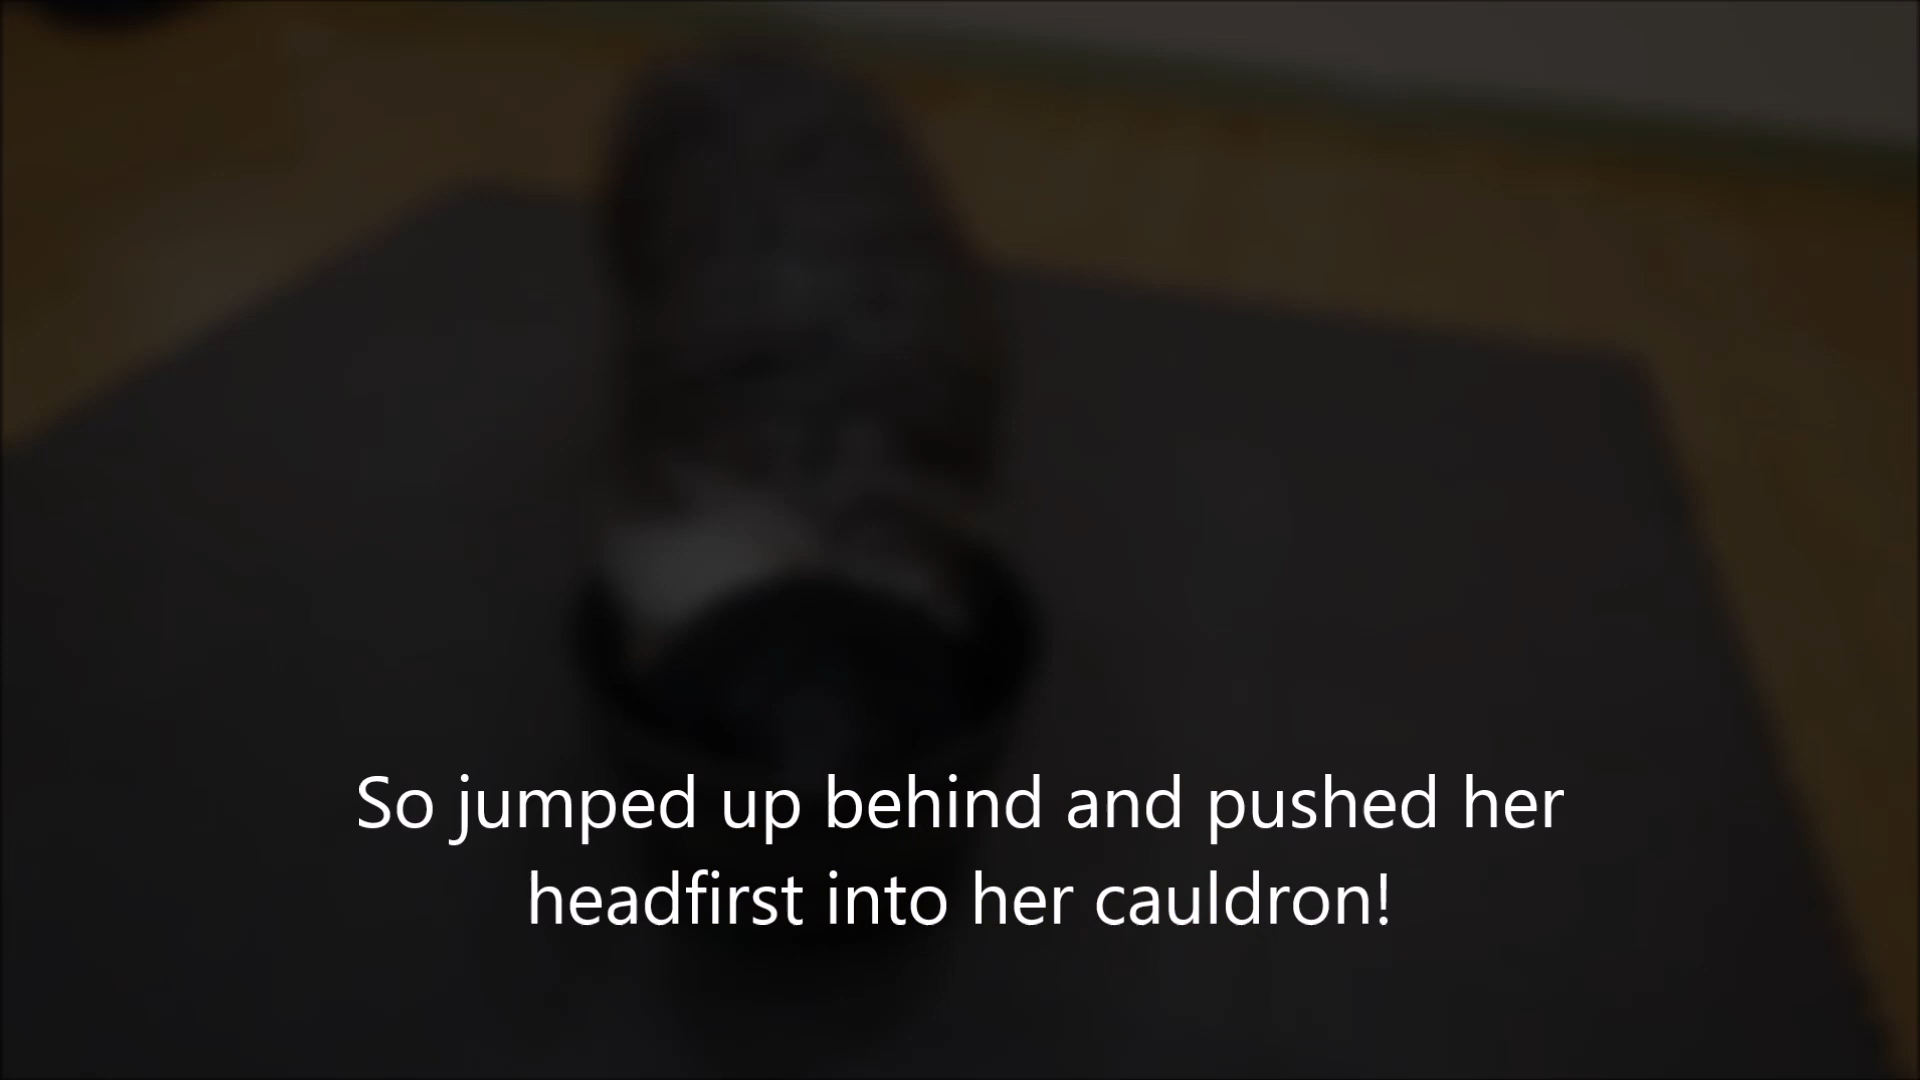 So jumped up behind and pushed her
headfirst into her cauldron!